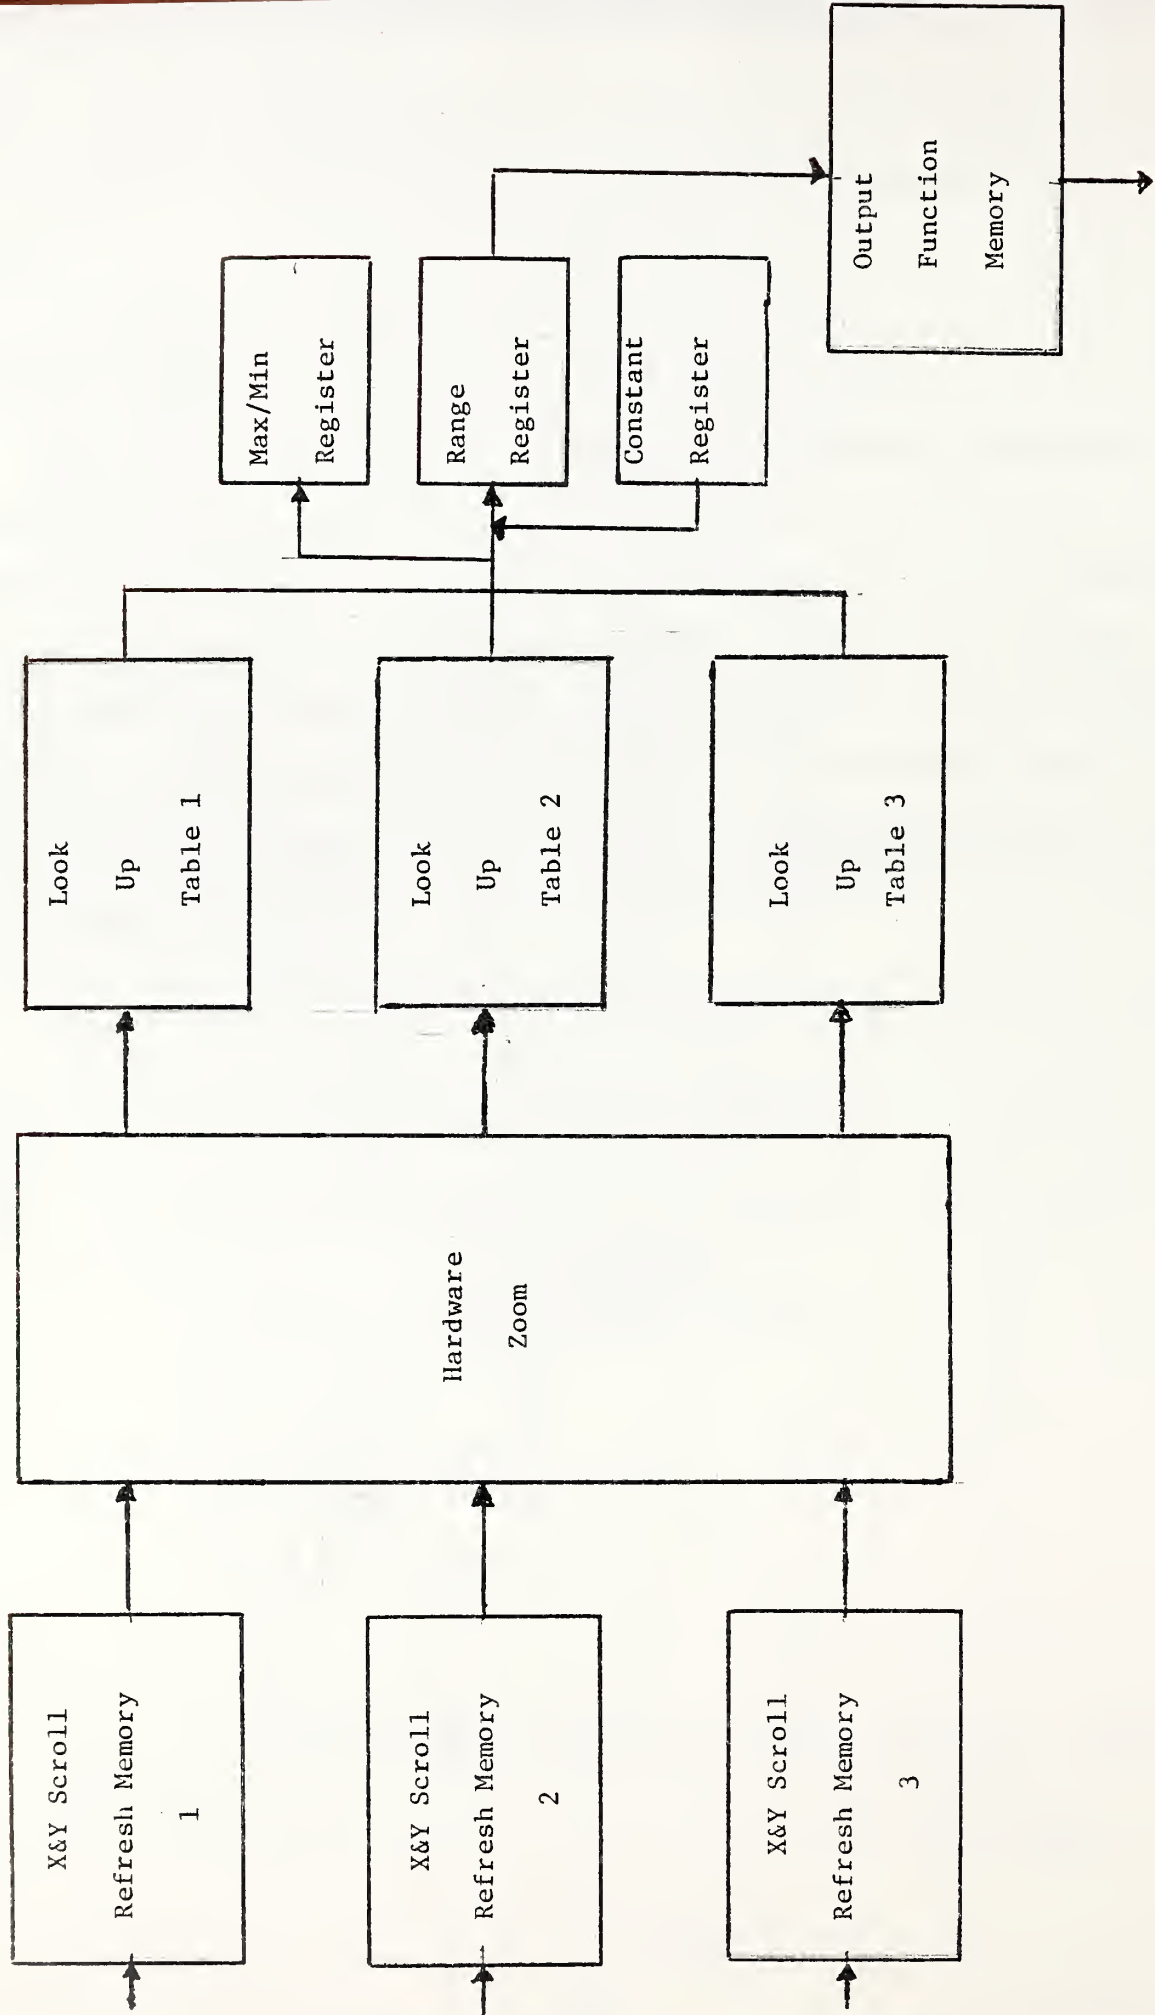 X&Y Scroll
Refresh Memory
1
X&Y Scroll
Refresh Memory
2
X&Y Scroll
Refresh Memory
3
Hardware
Zoom
Look
Up
Table 1
Look
Up
Table 2
Look
Up
Table 3
Max/Min
Register
Range
Register
Constant
Register
Output
Function
Memory